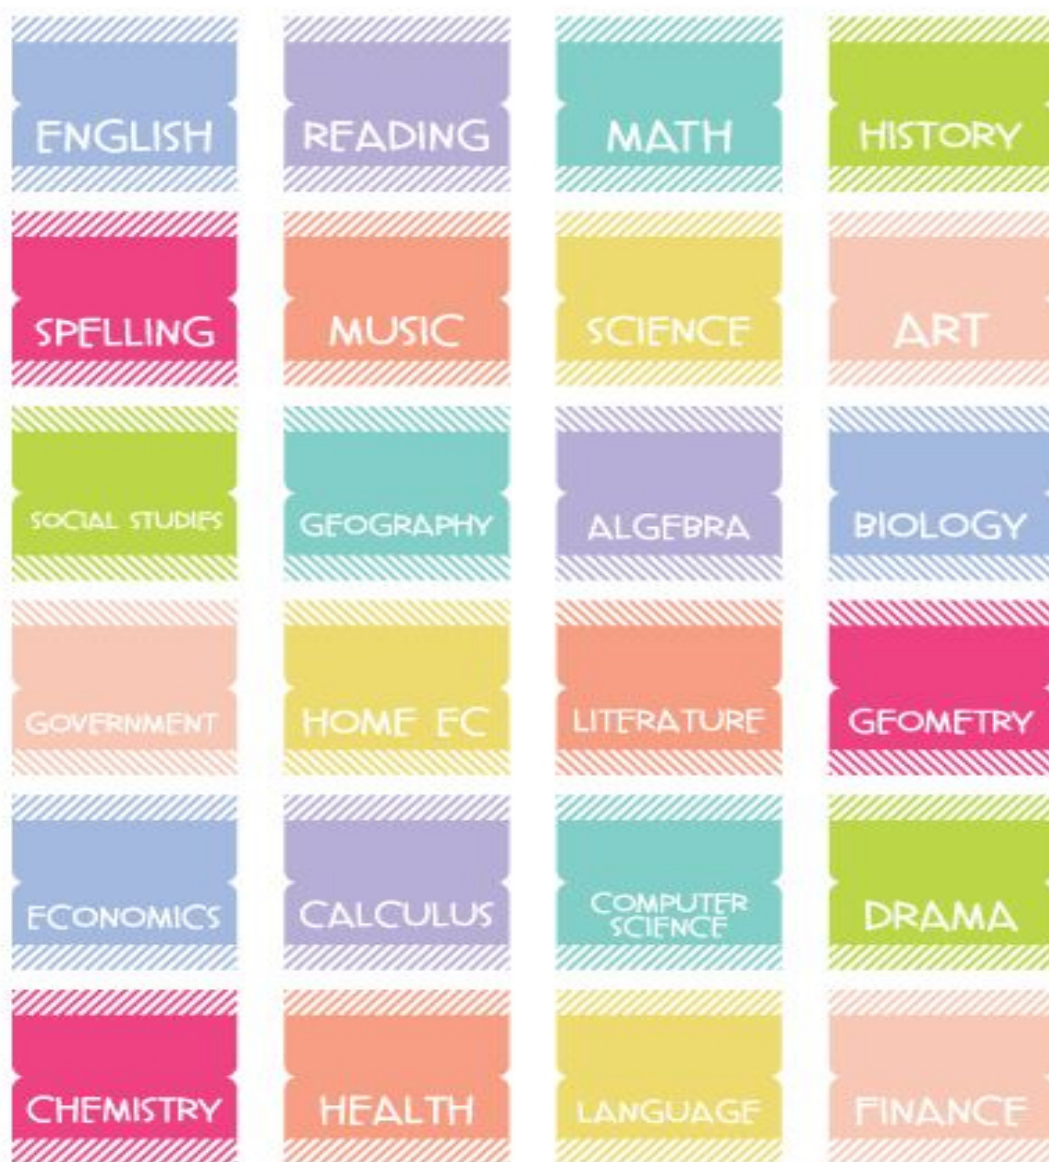 ENGLISH
READING
MATH
HISTORY
SPELLING
MUSIC
SCIENCE
ART
SOCIAL STUDIES
GEOGRAPHY
ALGEBRA
BIOLOGY
GOVERNMENT
HOME EC
LITERATURE
GEOMETRY
ECONOMICS
CALCULUS
COMPUTER
SCIENCE
DRAMA
CHEMISTRY
HEALTH
LANGUAGE
FINANCE